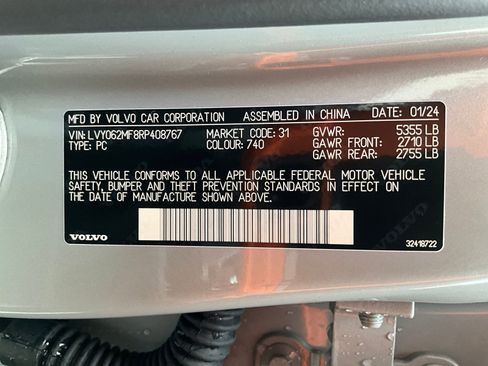 MFD BY VOLVO CAR CORPORATION ASSEMBLED IN CHINA DATE: 01/24
VIN: LVY062MF8RP408767 MARKET CODE: 31 GVWR: 5355 LB
TYPE: PC COLOUR: 740 GAWR FRONT: 2710 LB
GAWR REAR: 2755 LB
THIS VEHICLE CONFORMS TO ALL APPLICABLE FEDERAL MOTOR VEHICLE
SAFETY, BUMPER AND THEFT PREVENTION STANDARDS IN EFFECT ON
THE DATE OF MANUFACTURE SHOWN ABOVE.
VOLVO 32418722